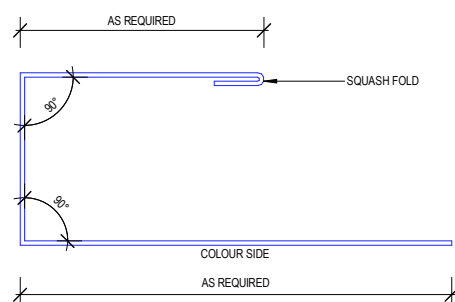 AS REQUIRED
SQUASH FOLD
90°
90°
COLOUR SIDE
AS REQUIRED